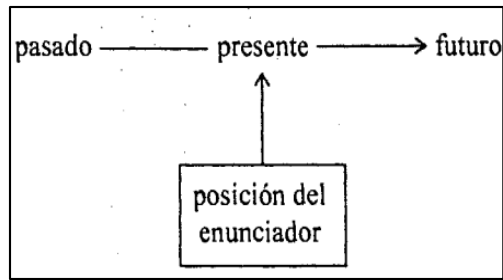 pasado presente futuro
posición del
enunciador